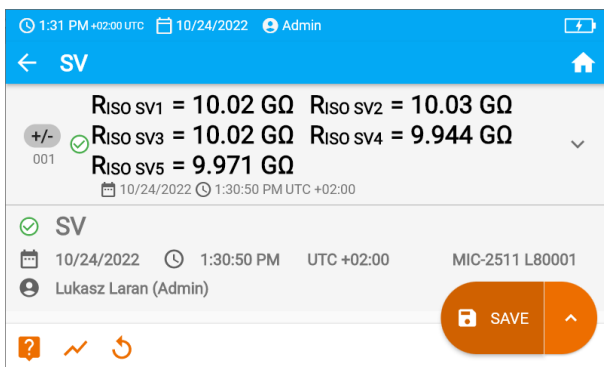 1:31 PM +02:00 UTC 10/24/2022 Admin
SV
RISO SV1 = 10.02 GΩ RISO SV2 = 10.03 GΩ
+/- RISO SV3 = 10.02 GΩ RISO SV4 = 9.944 GΩ
001
RISO SV5 = 9.971 GΩ
10/24/2022 1:30:50 PM UTC +02:00
SV
10/24/2022 1:30:50 PM UTC +02:00 MIC-2511 L80001
Lukasz Laran (Admin)
SAVE
?